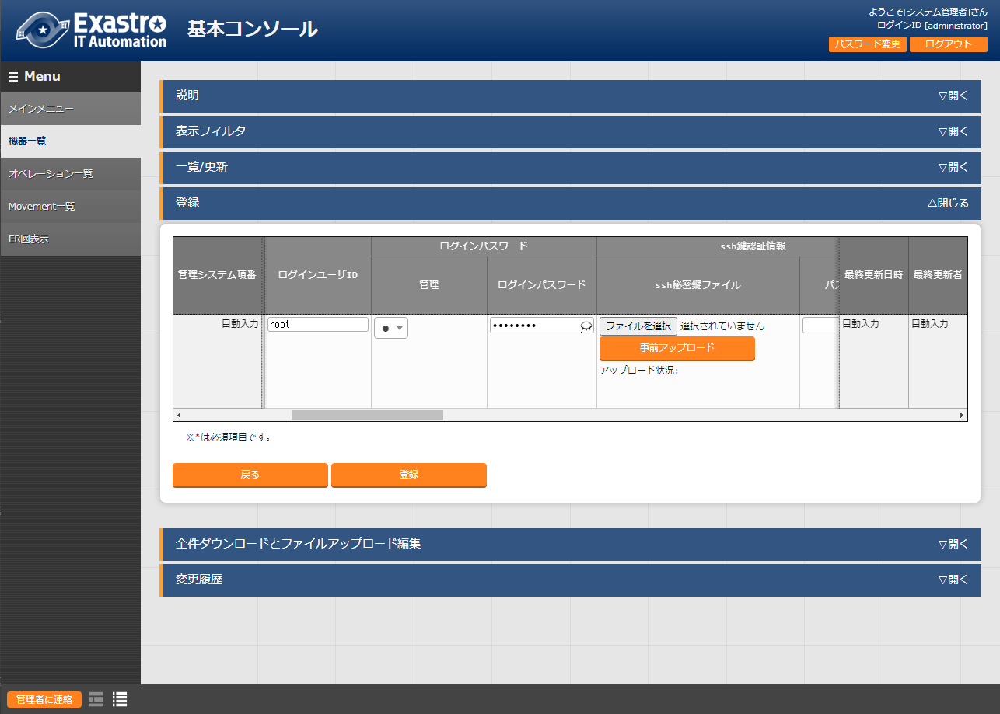 Exastro
IT Automation
基本コンソール
ようこそ[システム管理者]さん
ログインID [administrator]
パスワード変更
ログアウト
Menu
メインメニュー
機器一覧
オペレーション一覧
Movement一覧
ER図表示
説明
▽開く
表示フィルタ
▽開く
一覧/更新
▽開く
登録
△閉じる
ログインパスワード
ssh鍵認証情報
管理システム項番
ログインユーザID
管理
ログインパスワード
ssh秘密鍵ファイル
パス
最終更新日時
最終更新者
自動入力
root
●
••••••••
ファイルを選択
選択されていません
自動入力
自動入力
事前アップロード
アップロード状況:
※*は必須項目です。
戻る
登録
全件ダウンロードとファイルアップロード編集
▽開く
変更履歴
▽開く
管理者に連絡